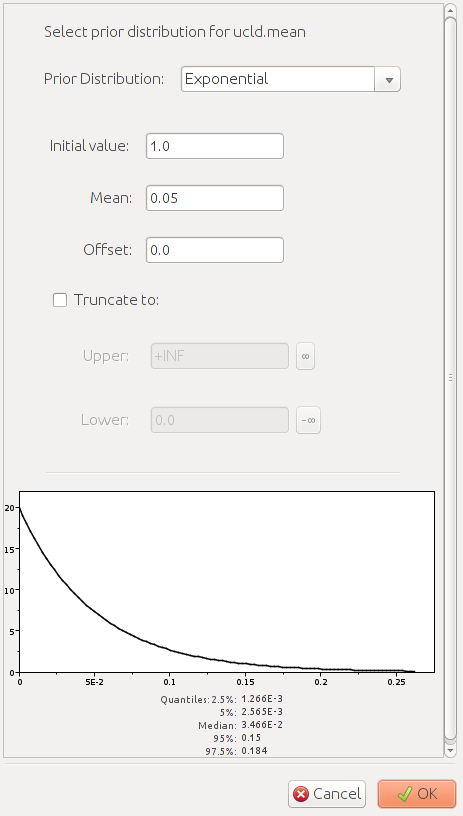 Select prior distribution for ucld.mean
Prior Distribution: Exponential
Initial value: 1.0
Mean: 0.05
Offset: 0.0
Truncate to:
Upper: +INF ∞
Lower: 0.0 -∞
20
15
10
5
0
0 5E-2 0.1 0.15 0.2 0.25
Quantiles: 2.5%: 1.266E-3
5%: 2.565E-3
Median: 3.466E-2
95%: 0.15
97.5%: 0.184
Cancel OK